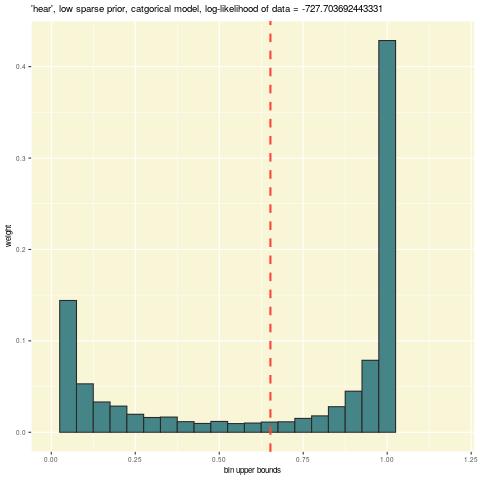 'hear', low sparse prior, catgorical model, log-likelihood of data = -727.703692443331
0.4
0.3
weight
0.2
0.1
0.0
0.00 0.25 0.50 0.75 1.00 1.25
bin upper bounds